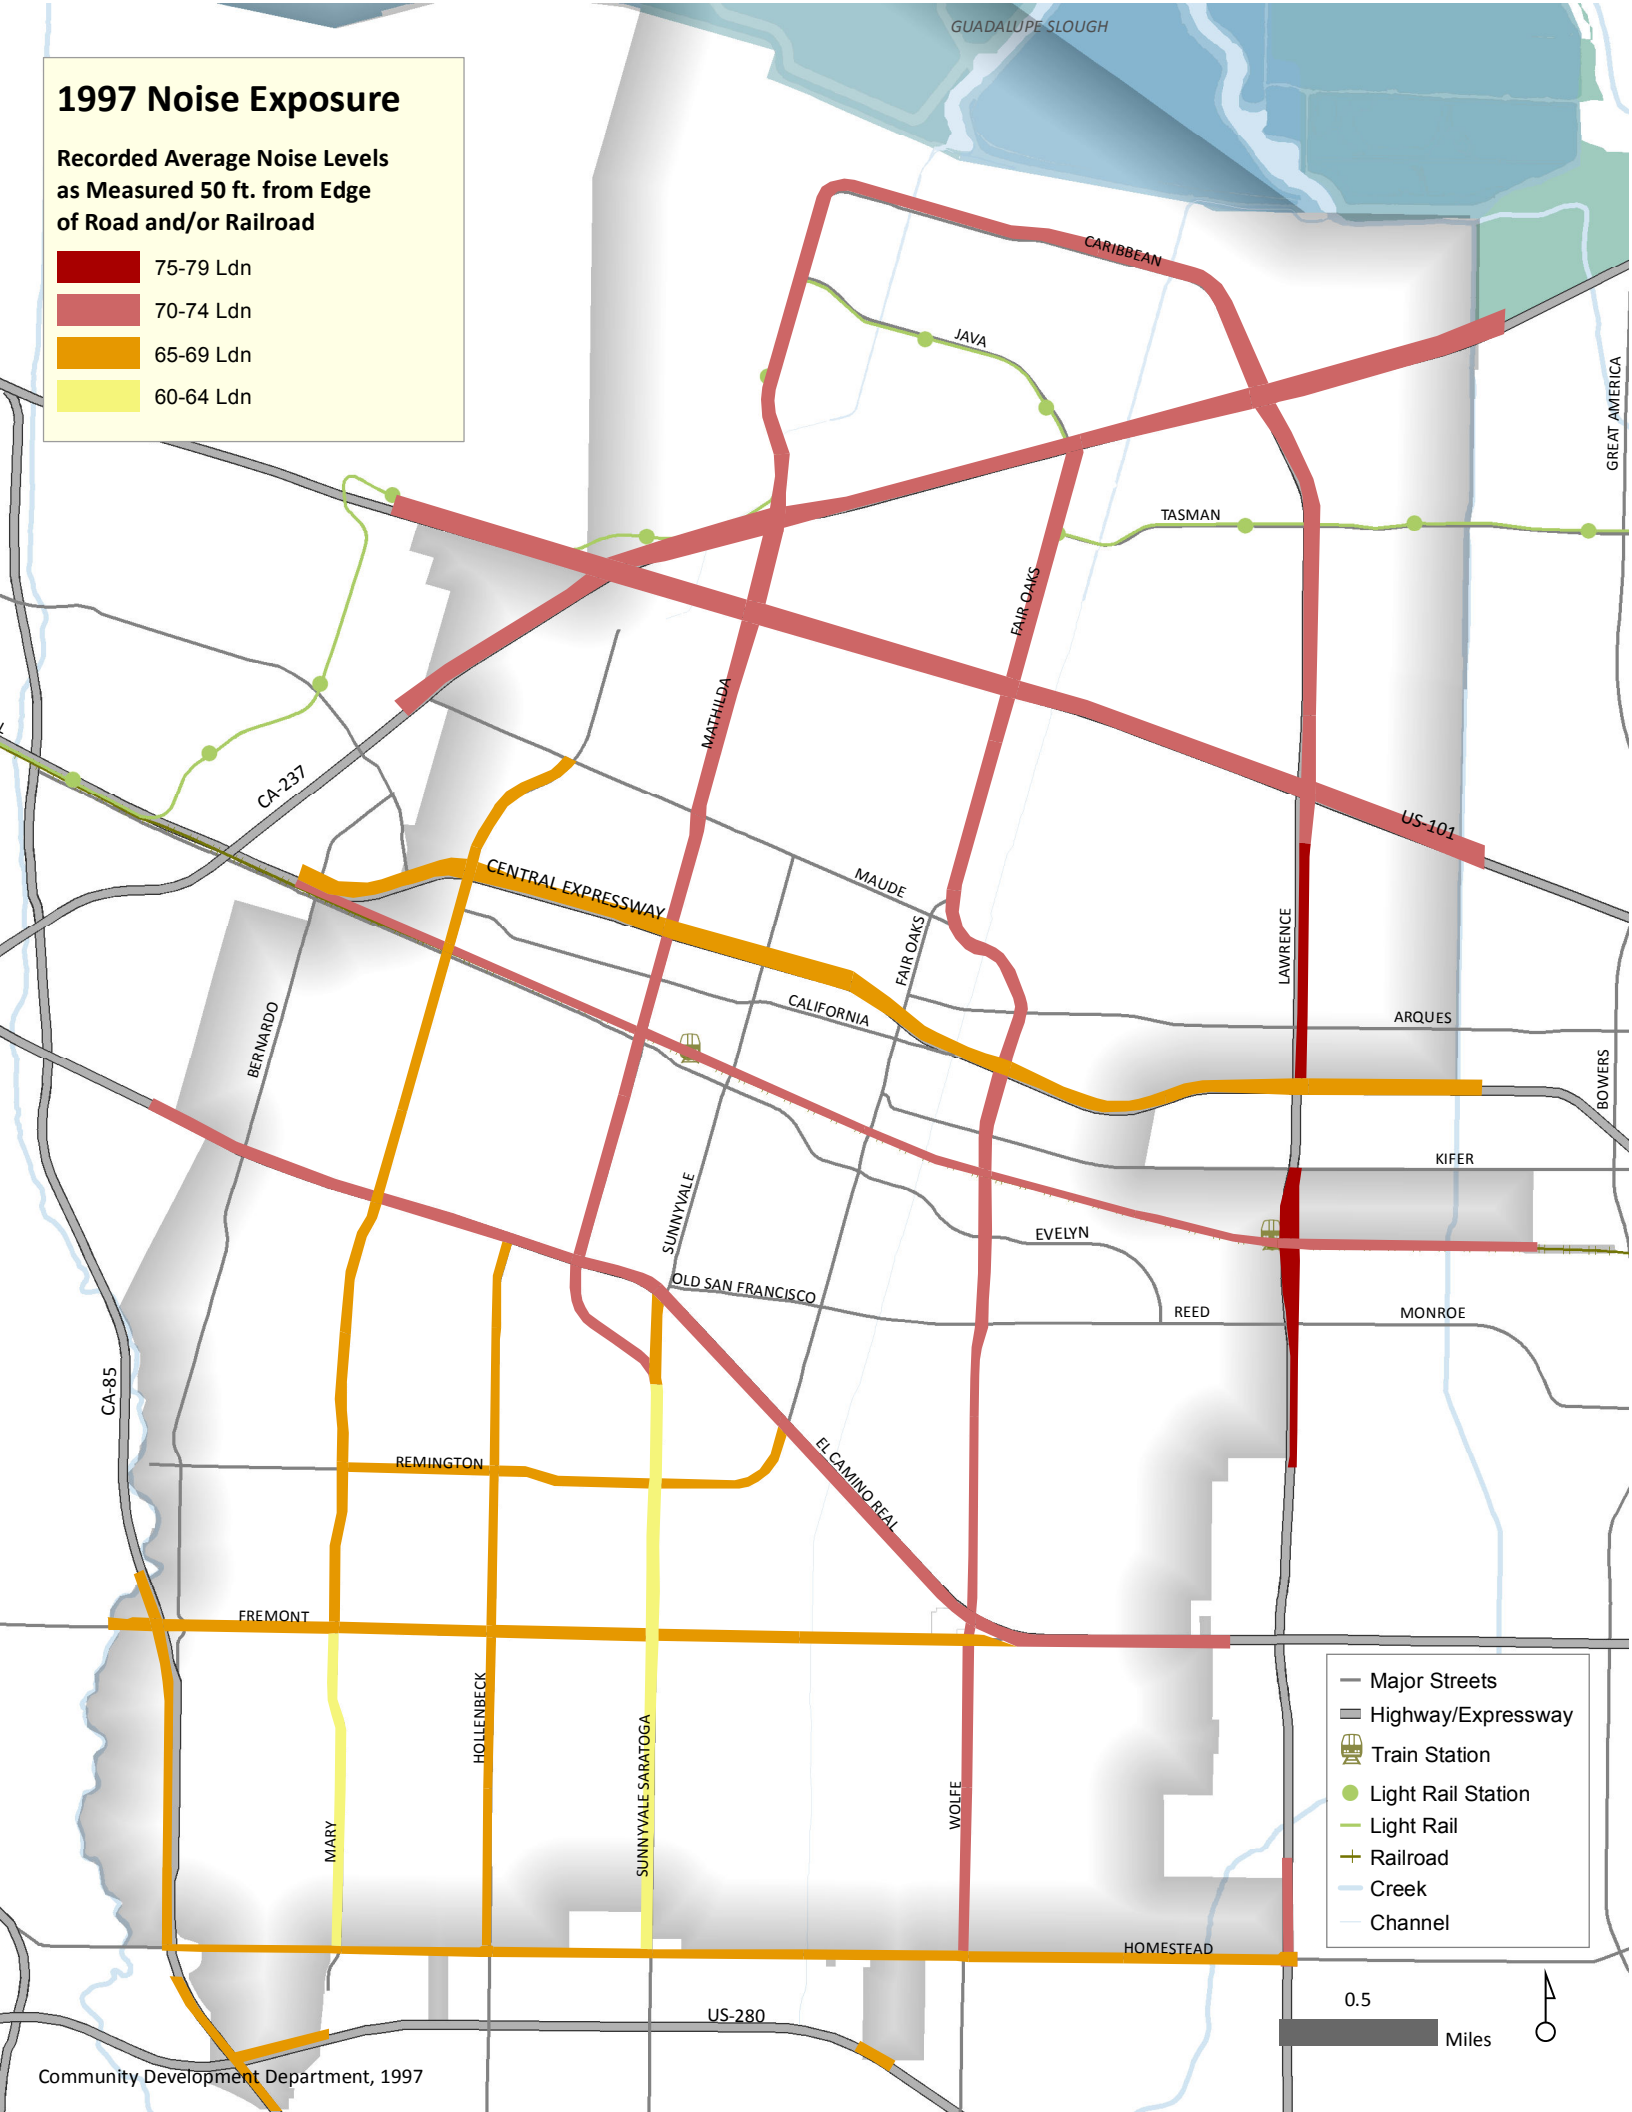 GUADALUPE SLOUGH
1997 Noise Exposure
Recorded Average Noise Levels
as Measured 50 ft. from Edge
of Road and/or Railroad
75-79 Ldn
70-74 Ldn
65-69 Ldn
60-64 Ldn
CARIBBEAN
JAVA
GREAT AMERICA
TASMAN
FAIR OAKS
MATHILDA
CA-237
US-101
CENTRAL EXPRESSWAY
MAUDE
FAIR OAKS
LAWRENCE
CALIFORNIA
ARQUES
BERNARDO
BOWERS
KIFER
SUNNYVALE
EVELYN
OLD SAN FRANCISCO
REED
MONROE
CA-85
REMINGTON
EL CAMINO REAL
FREMONT
HOLLENBECK
SUNNYVALE SARATOGA
WOLFE
MARY
Major Streets
Highway/Expressway
Train Station
Light Rail Station
Light Rail
Railroad
Creek
Channel
HOMESTEAD
US-280
0.5
Miles
Community Development Department, 1997